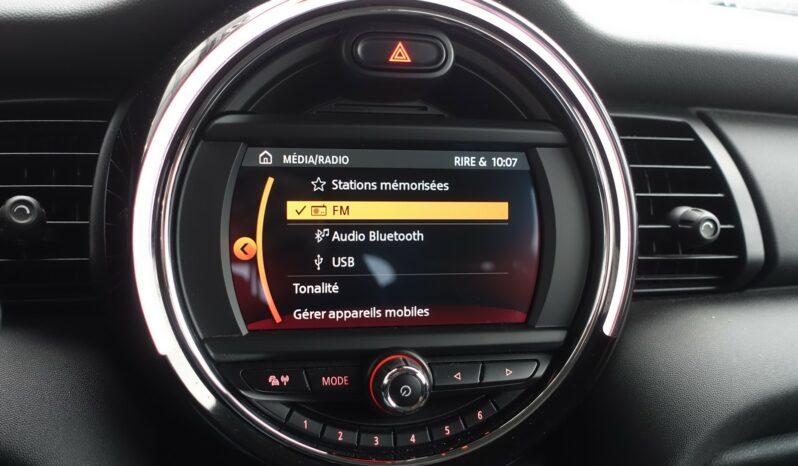 MÉDIA/RADIO RIRE & 10:07
Stations mémorisées
FM
Audio Bluetooth
USB
Tonalité
Gérer appareils mobiles
MODE
1 2 3 4 5 6